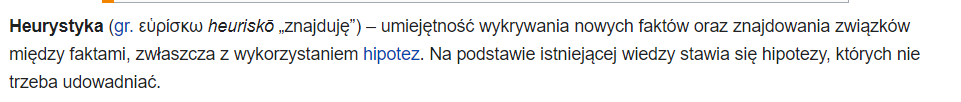 Heurystyka (gr. εὑρίσκω heuriskō „znajduję”) – umiejętność wykrywania nowych faktów oraz znajdowania związków
między faktami, zwłaszcza z wykorzystaniem hipotez. Na podstawie istniejącej wiedzy stawia się hipotezy, których nie
trzeba udowadniać.